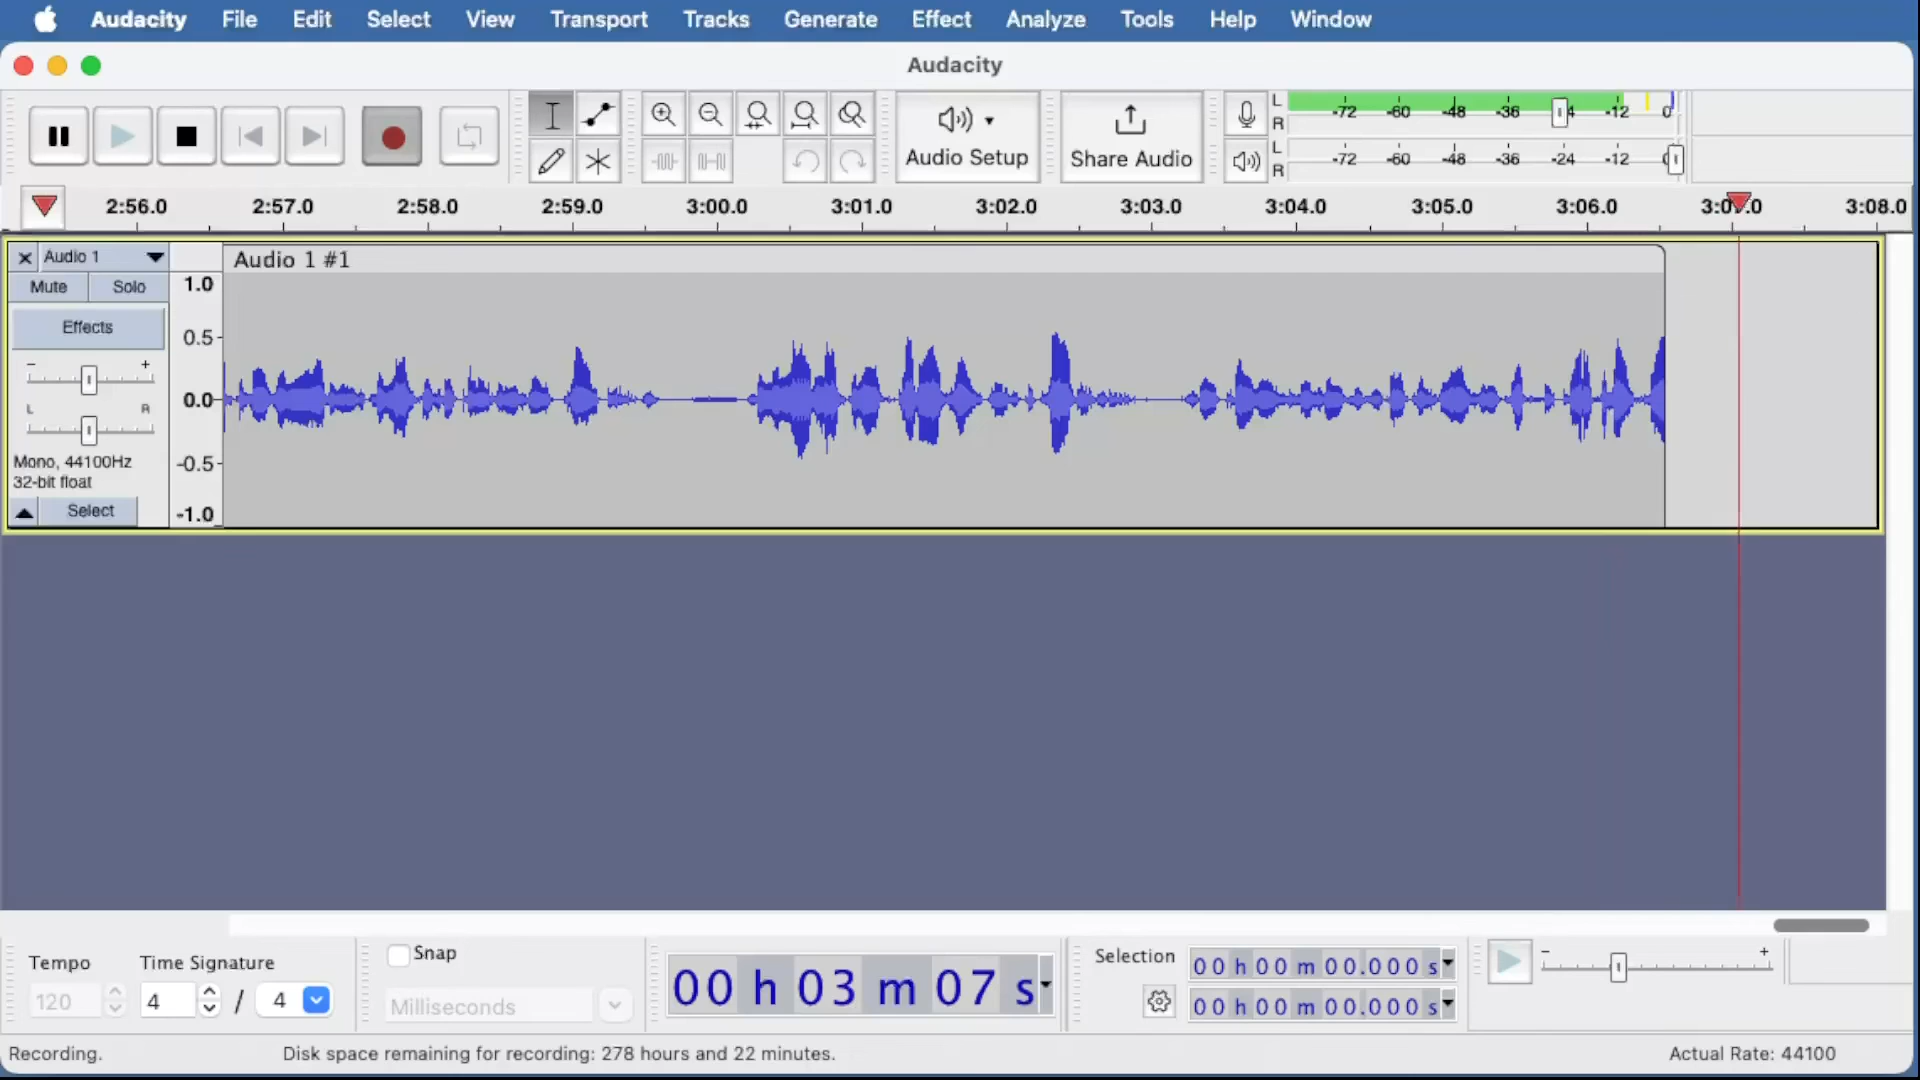 Audacity File Edit Select View Transport Tracks Generate Effect Analyze Tools Help Window
Audacity
L
R
-72 -60 -48 -36 -12 0
Audio Setup
Share Audio
L
R
-72 -60 -48 -36 -24 -12
2:56.0 2:57.0 2:58.0 2:59.0 3:00.0 3:01.0 3:02.0 3:03.0 3:04.0 3:05.0 3:06.0 3:07.0 3:08.0
Audio 1
Audio 1 #1
Mute Solo
Effects
- +
L R
Mono, 44100Hz
32-bit float
Select
1.0
0.5
0.0
-0.5
-1.0
Tempo
120
Time Signature
4 / 4
Snap
Milliseconds
00 h 03 m 07 s
Selection
00 h 00 m 00.000 s
00 h 00 m 00.000 s
- +
Recording.
Disk space remaining for recording: 278 hours and 22 minutes.
Actual Rate: 44100